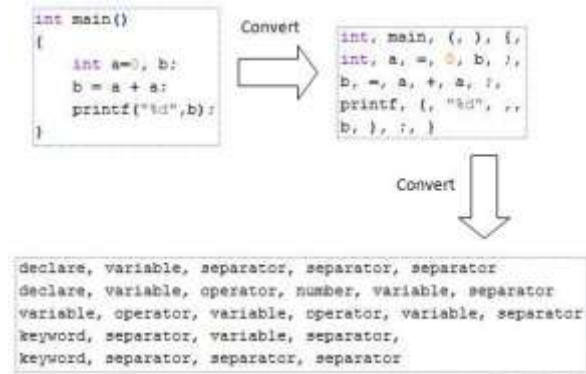 int main()
{
int a=0, b;
b = a + a;
printf("%d",b);
}
Convert
int, main, (, ), {,
int, a, =, 0, b, ;,
b, =, a, +, a, ;,
printf, (, "%d", ,,
b, ), ;, }
Convert
declare, variable, separator, separator, separator
declare, variable, operator, number, variable, separator
variable, operator, variable, operator, variable, separator
keyword, separator, variable, separator,
keyword, separator, separator, separator